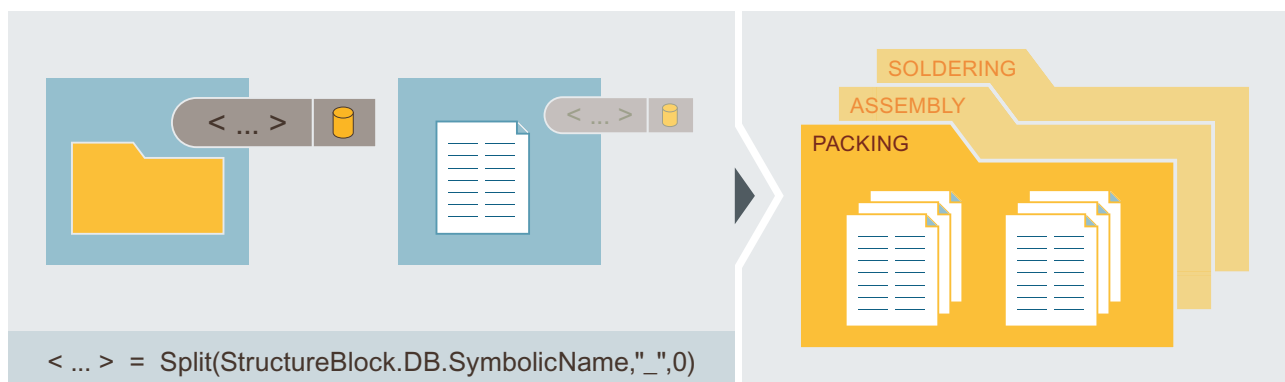 < ... >
< ... >
< ... > = Split(StructureBlock.DB.SymbolicName,"_",0)
SOLDERING
ASSEMBLY
PACKING